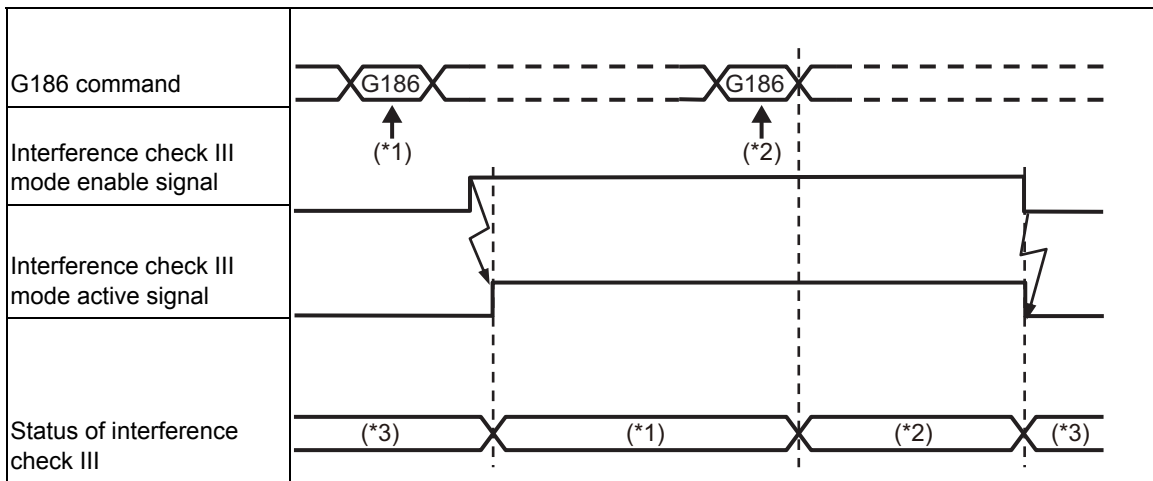 G186 command
G186
G186
(*1)
(*2)
Interference check III
mode enable signal
Interference check III
mode active signal
Status of interference
check III
(*3)
(*1)
(*2)
(*3)